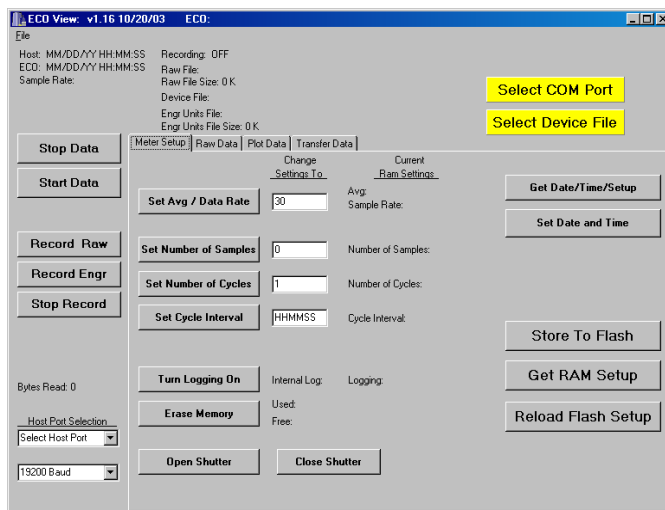 ECO View: v1.16 10/20/03 ECO:
File
Host: MM/DD/YY HH:MM:SS
ECO: MM/DD/YY HH:MM:SS
Sample Rate:
Recording: OFF
Raw File:
Raw File Size: 0 K
Device File:
Engr Units File:
Engr Units File Size: 0 K
Select COM Port
Select Device File
Stop Data
Start Data
Record Raw
Record Engr
Stop Record
Bytes Read: 0
Host Port Selection
Select Host Port
19200 Baud
Meter Setup Raw Data Plot Data Transfer Data
Change Current
Settings To Ram Settings
Set Avg / Data Rate 30 Avg:
Sample Rate:
Set Number of Samples 0 Number of Samples:
Set Number of Cycles 1 Number of Cycles:
Set Cycle Interval HHMMSS Cycle Interval:
Turn Logging On Internal Log: Logging:
Erase Memory Used:
Free:
Open Shutter Close Shutter
Get Date/Time/Setup
Set Date and Time
Store To Flash
Get RAM Setup
Reload Flash Setup